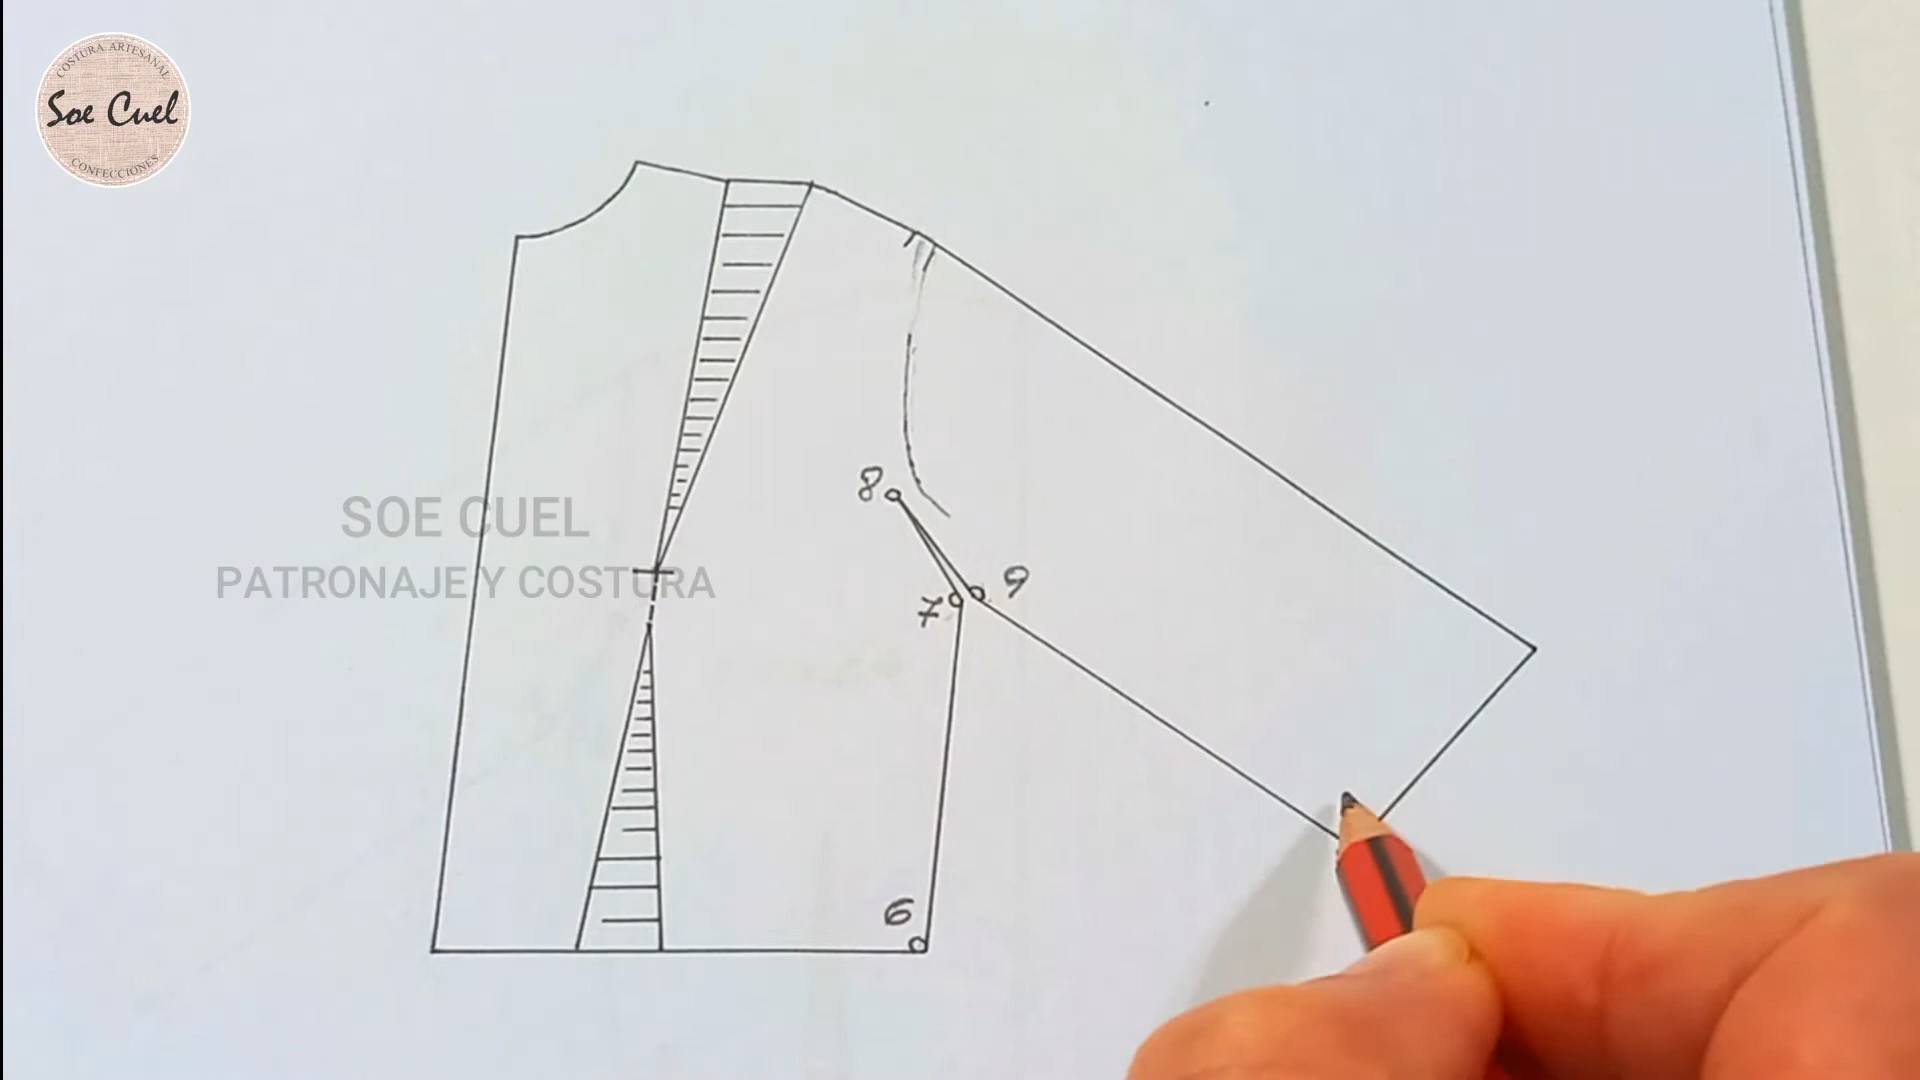 COSTURA ARTESANAL
Soe Cuel
CONFECCIONES
SOE CUEL
PATRONAJE Y COSTURA
8
9
7
6